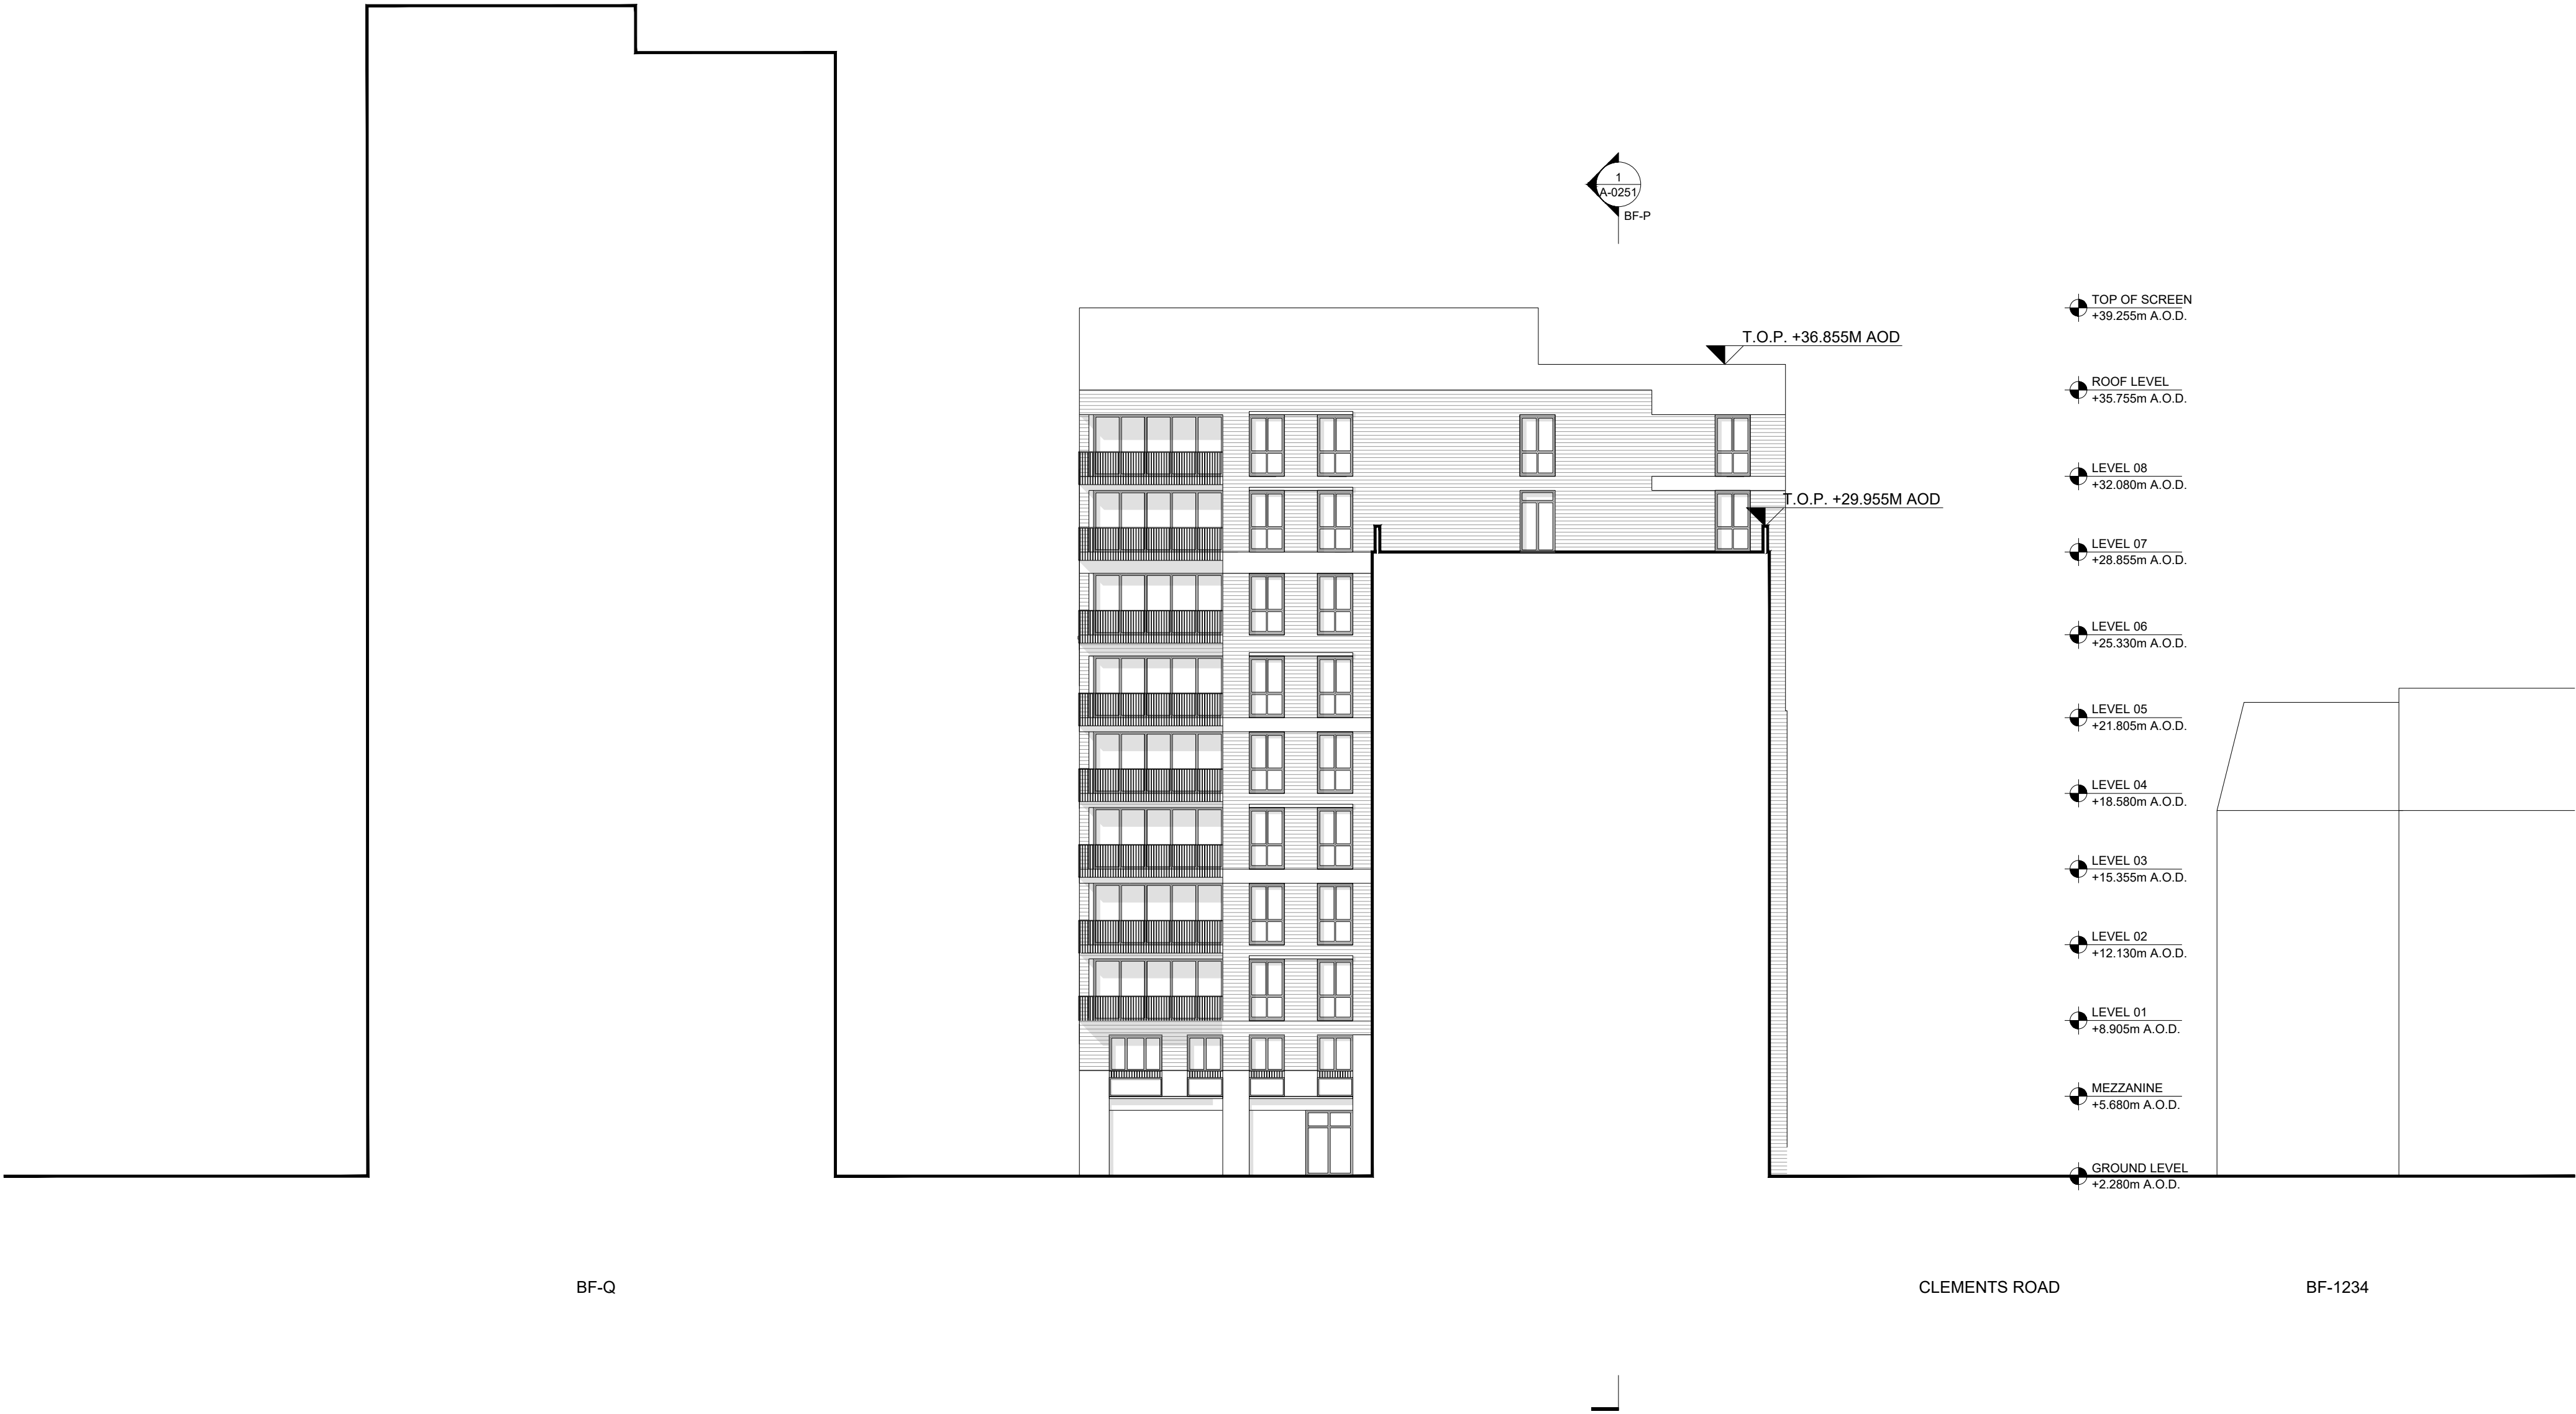 1
A-0251
BF-P
TOP OF SCREEN
+39.255m A.O.D.
T.O.P. +36.855M AOD
ROOF LEVEL
+35.755m A.O.D.
LEVEL 08
+32.080m A.O.D.
T.O.P. +29.955M AOD
LEVEL 07
+28.855m A.O.D.
LEVEL 06
+25.330m A.O.D.
LEVEL 05
+21.805m A.O.D.
LEVEL 04
+18.580m A.O.D.
LEVEL 03
+15.355m A.O.D.
LEVEL 02
+12.130m A.O.D.
LEVEL 01
+8.905m A.O.D.
MEZZANINE
+5.680m A.O.D.
GROUND LEVEL
+2.280m A.O.D.
BF-Q
CLEMENTS ROAD
BF-1234